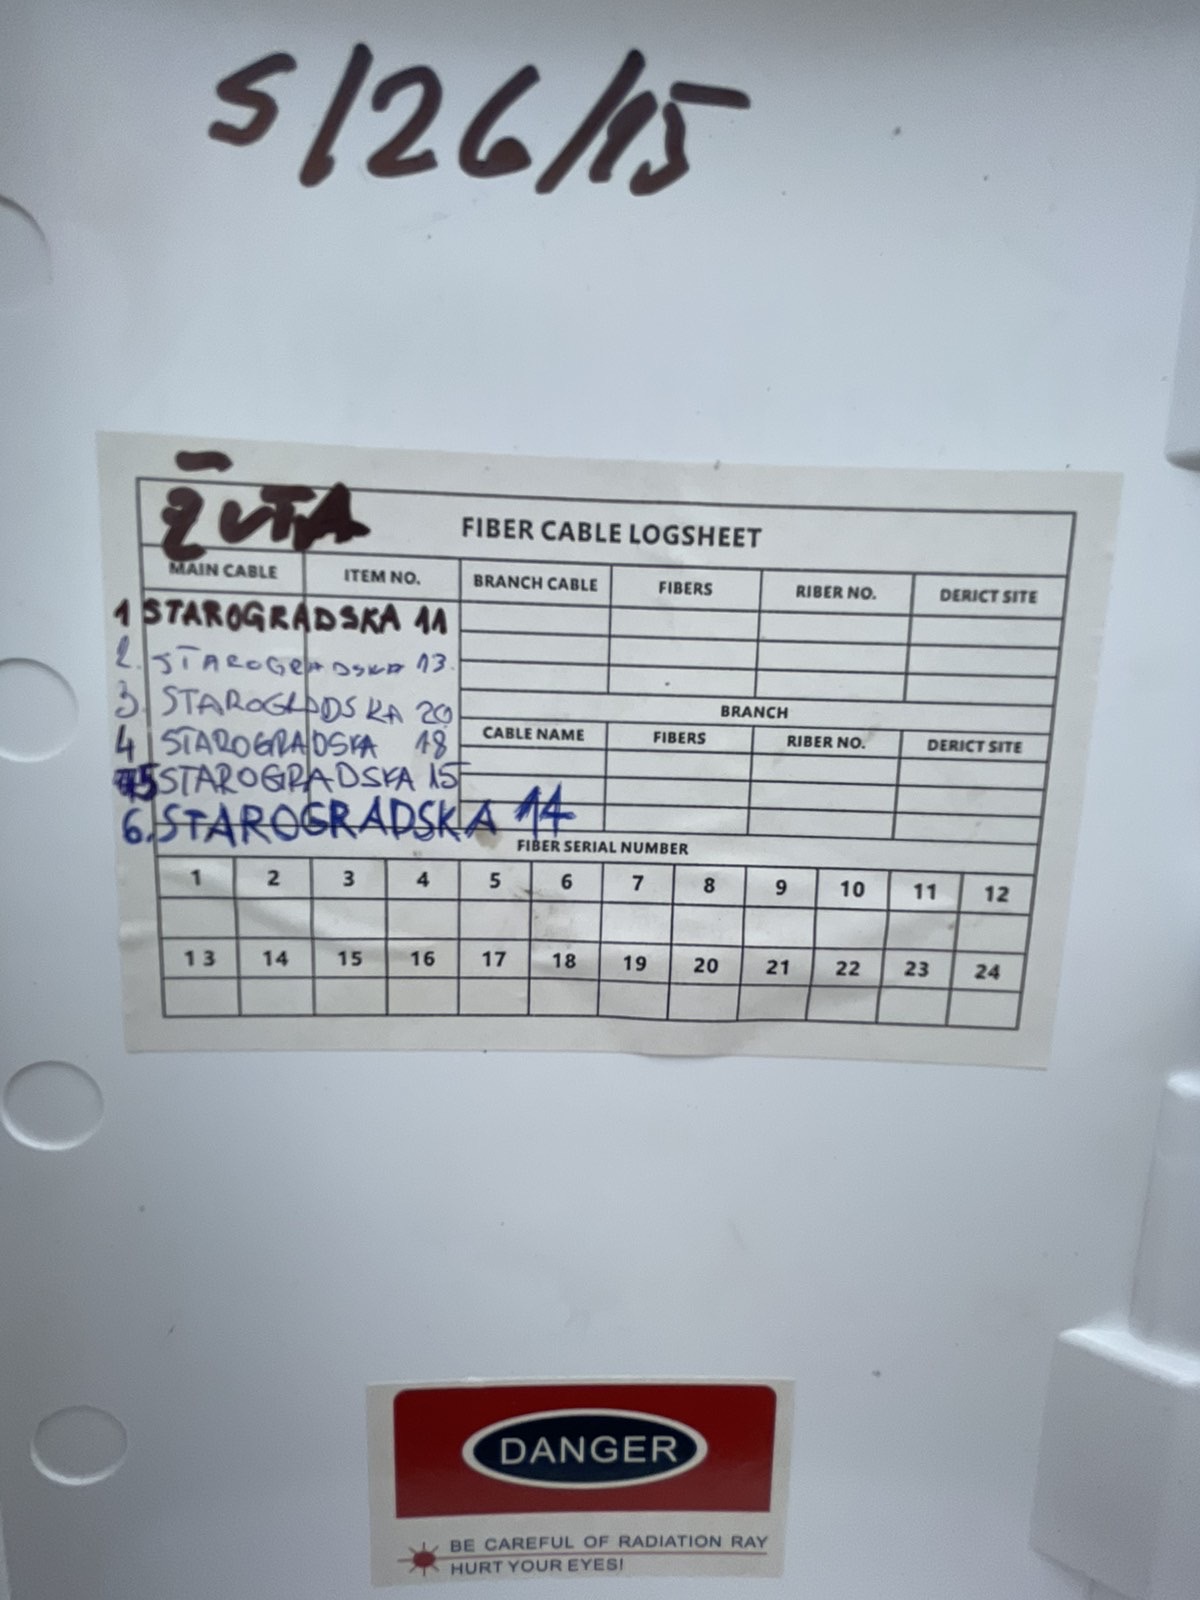 S/26/15
ŽUTA
FIBER CABLE LOGSHEET
MAIN CABLE ITEM NO. BRANCH CABLE FIBERS RIBER NO. DERICT SITE
1 STAROGRADSKA 11
2. STAROGRADSKA 13.
3. STAROGRADSKA 20
BRANCH
CABLE NAME FIBERS RIBER NO. DERICT SITE
4 STAROGRADSKA 18
5 STAROGRADSKA 15
6. STAROGRADSKA 14
FIBER SERIAL NUMBER
1 2 3 4 5 6 7 8 9 10 11 12
13 14 15 16 17 18 19 20 21 22 23 24
DANGER
BE CAREFUL OF RADIATION RAY
HURT YOUR EYES!